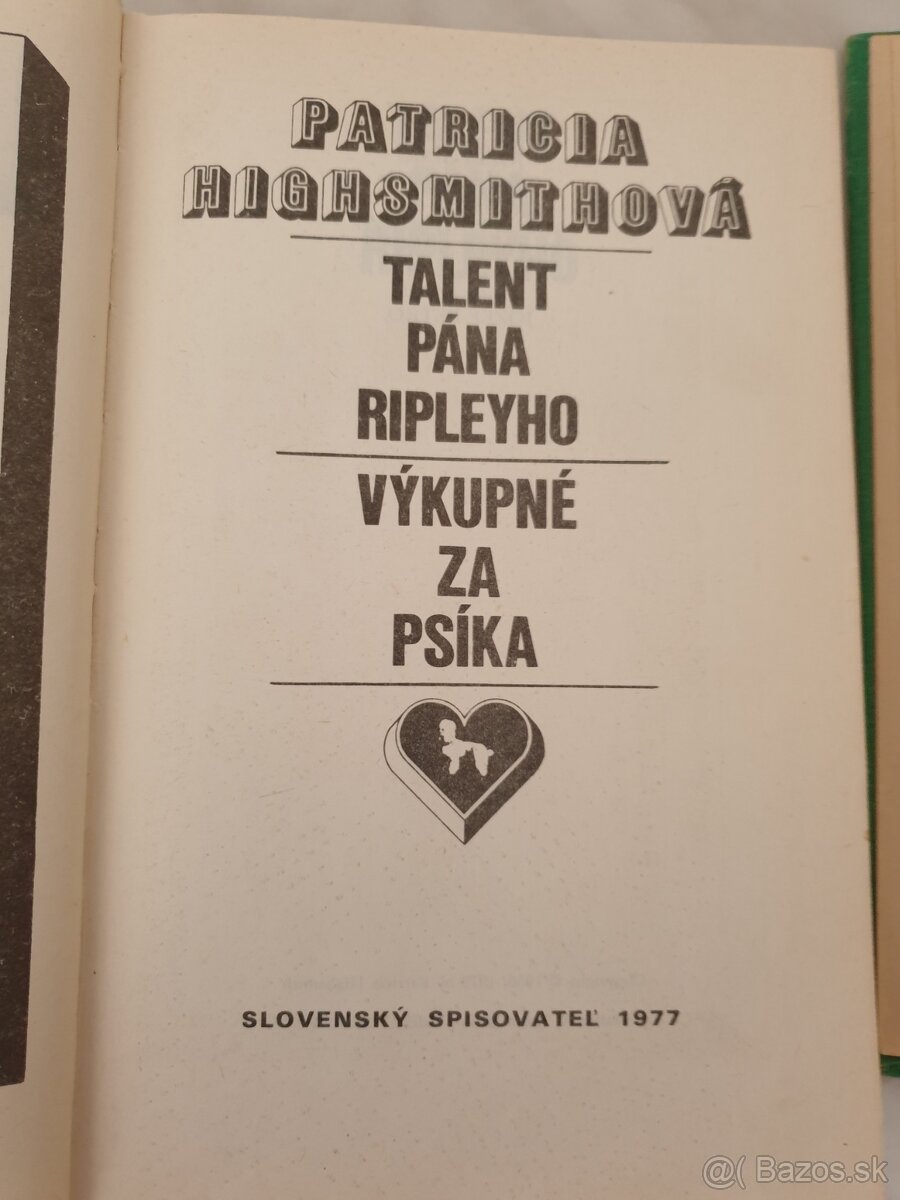 PATRICIA
HIGHSMITHOVÁ
TALENT
PÁNA
RIPLEYHO
VÝKUPNÉ
ZA
PSÍKA
SLOVENSKÝ SPISOVATEĽ 1977
@( Bazos.sk